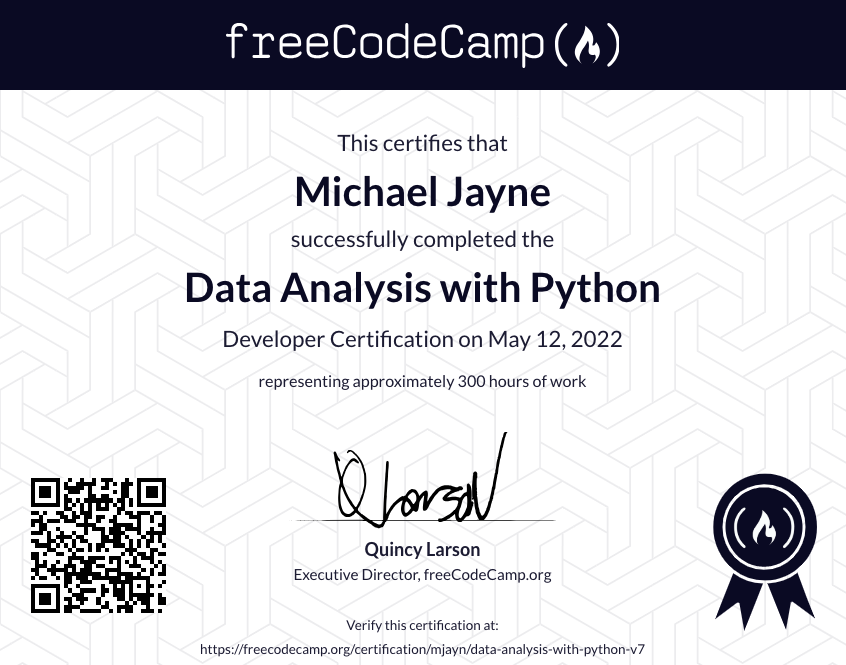 freeCodeCamp
This certifies that
Michael Jayne
successfully completed the
Data Analysis with Python
Developer Certification on May 12, 2022
representing approximately 300 hours of work
Q Larson
Quincy Larson
Executive Director, freeCodeCamp.org
Verify this certification at:
https://freecodecamp.org/certification/mjayn/data-analysis-with-python-v7